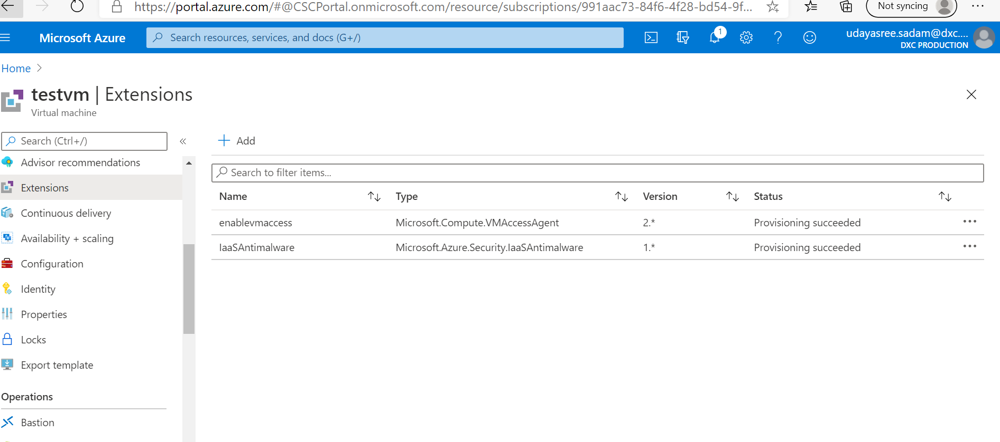 https://portal.azure.com/#@CSCPortal.onmicrosoft.com/resource/subscriptions/991aac73-84f6-4f28-bd54-9f...
Not syncing
Microsoft Azure
Search resources, services, and docs (G+/)
1
udayasree.sadam@dxc....
DXC PRODUCTION
Home
testvm | Extensions
Virtual machine
Search (Ctrl+/)
«
Add
Advisor recommendations
Extensions
Continuous delivery
Availability + scaling
Configuration
Identity
Properties
Locks
Export template
Operations
Bastion
Search to filter items...
Name Type Version Status
enablevmaccess Microsoft.Compute.VMAccessAgent 2.* Provisioning succeeded
IaaSAntimalware Microsoft.Azure.Security.IaaSAntimalware 1.* Provisioning succeeded